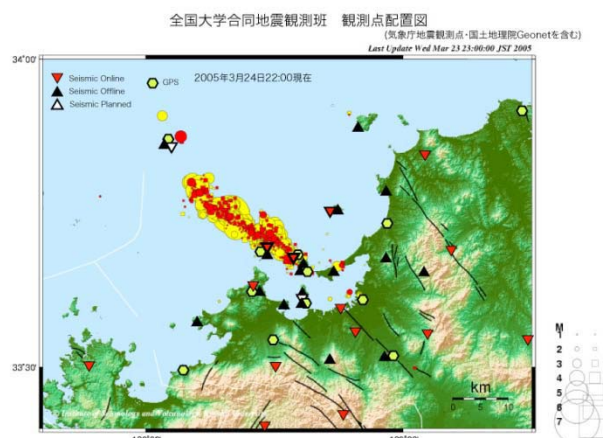 全国大学合同地震観測班 観測点配置図
(気象庁地震観測点・国土地理院Geonetを含む)
Last Update Wed Mar 23 23:00:00 JST 2005
34°00'
Seismic Online
Seismic Offline
Seismic Planned
GPS
2005年3月24日22:00現在
33°30'
km
0 5 10
M
1
2
3
4
5
6
7